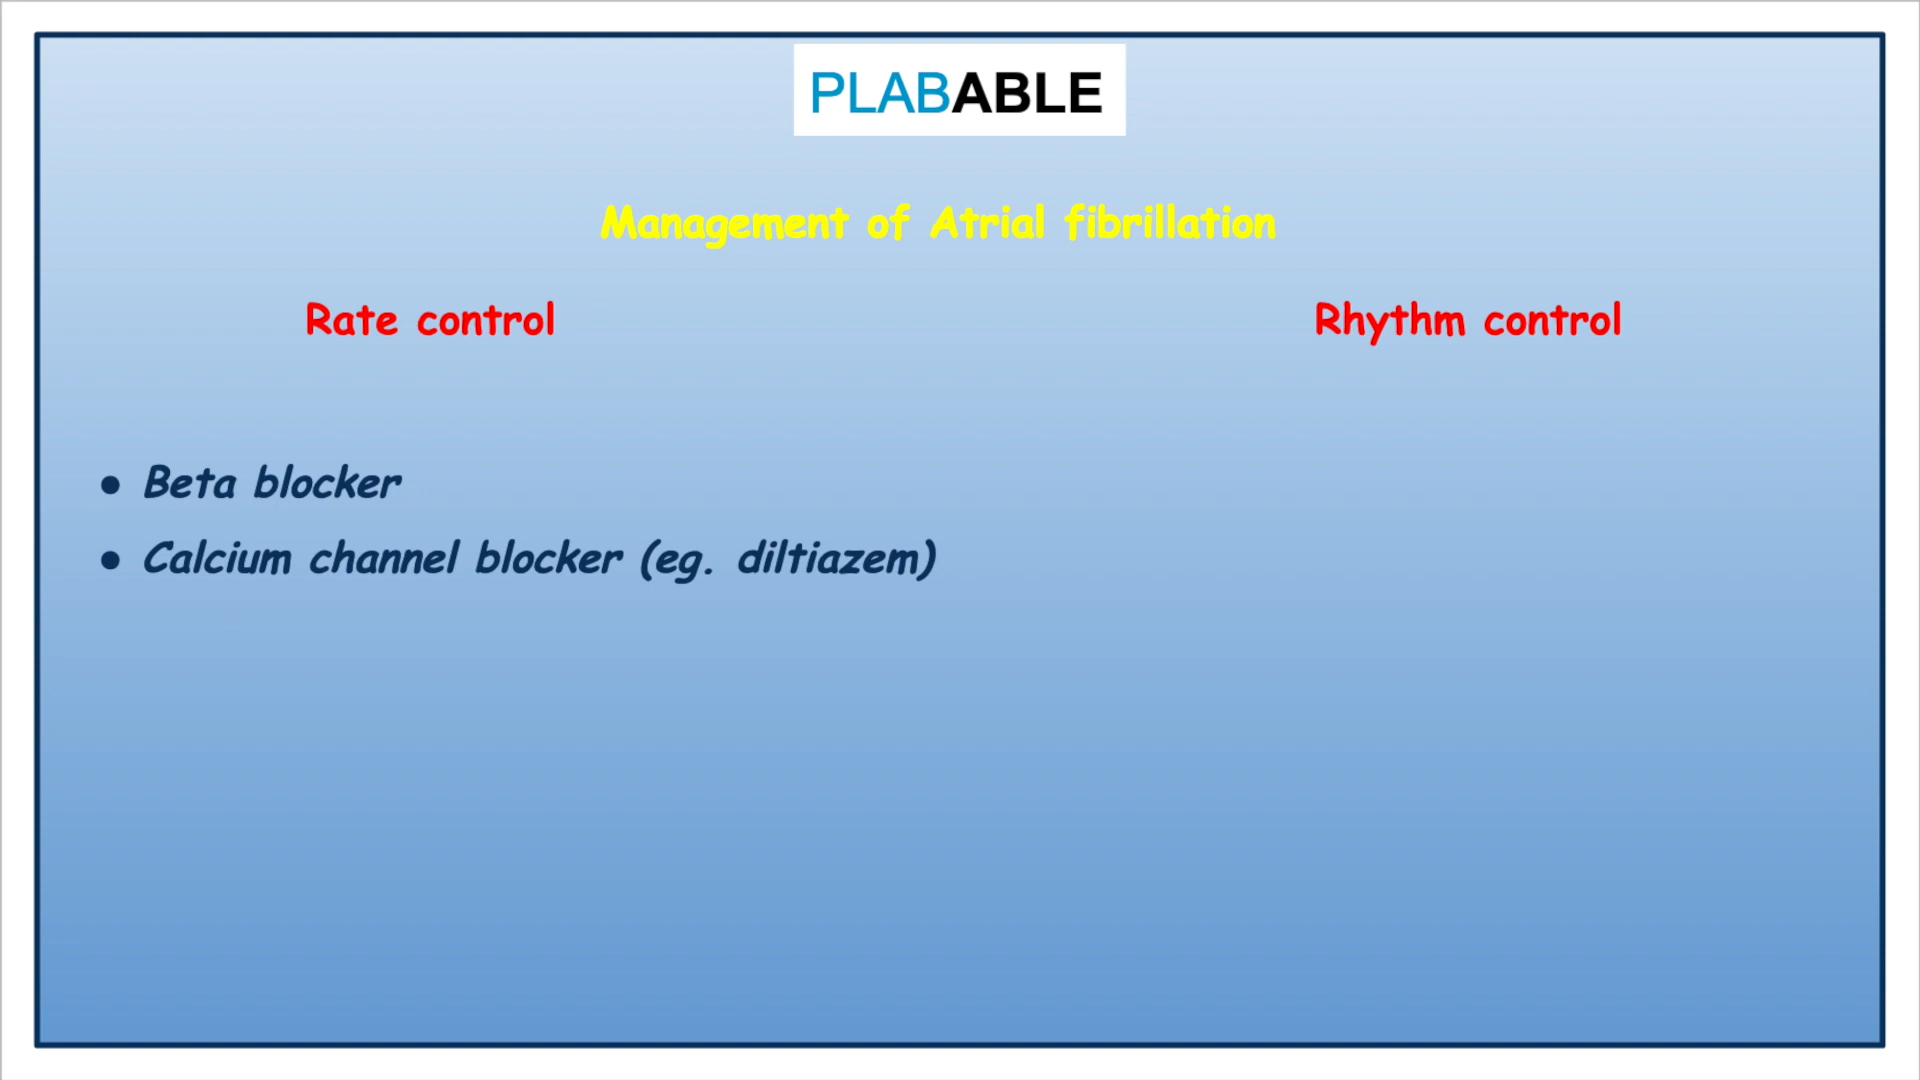 PLABABLE
Management of Atrial fibrillation
Rate control
Rhythm control
● Beta blocker
● Calcium channel blocker (eg. diltiazem)